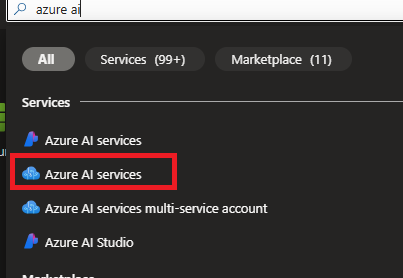 azure ai
All Services (99+) Marketplace (11)
Services
Azure AI services
Azure AI services
Azure AI services multi-service account
Azure AI Studio